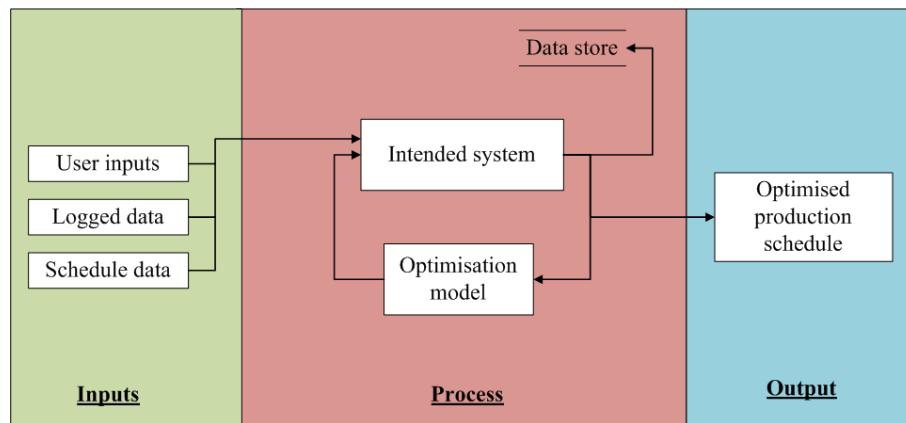 Data store
User inputs
Logged data
Schedule data
Intended system
Optimisation
model
Optimised
production
schedule
Inputs
Process
Output